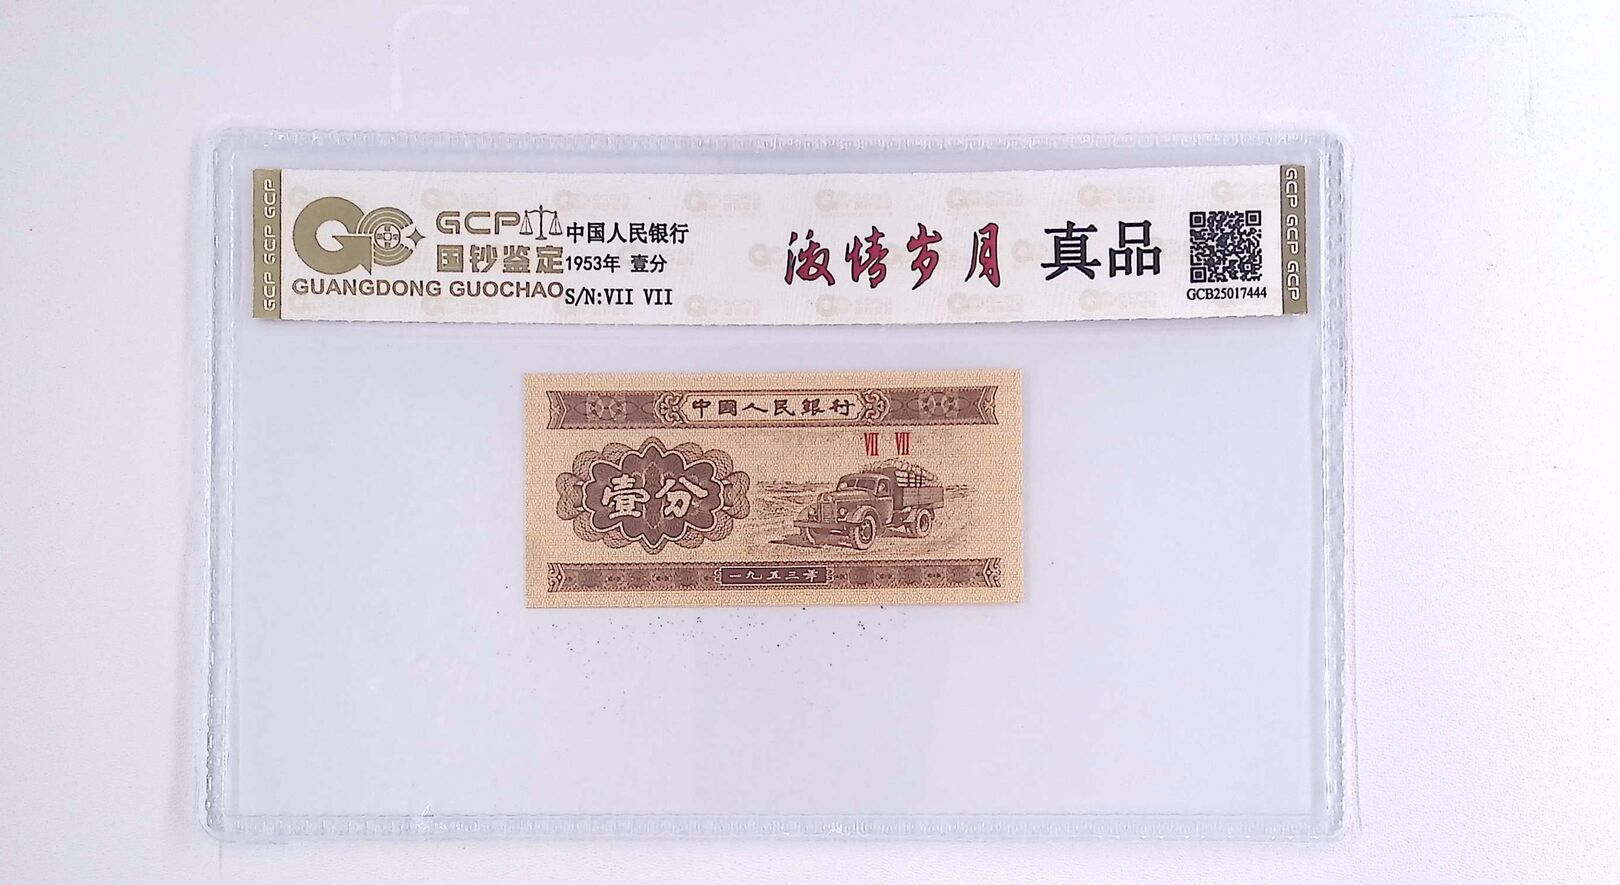 GCP GCP GCP
GCP
国钞鉴定
GUANGDONG GUOCHAO
中国人民银行
1953年 壹分
S/N:VII VII
激情岁月 真品
GCB25017444
GCP GCP GCP
中國人民銀行
VII VII
壹分
一九五三年